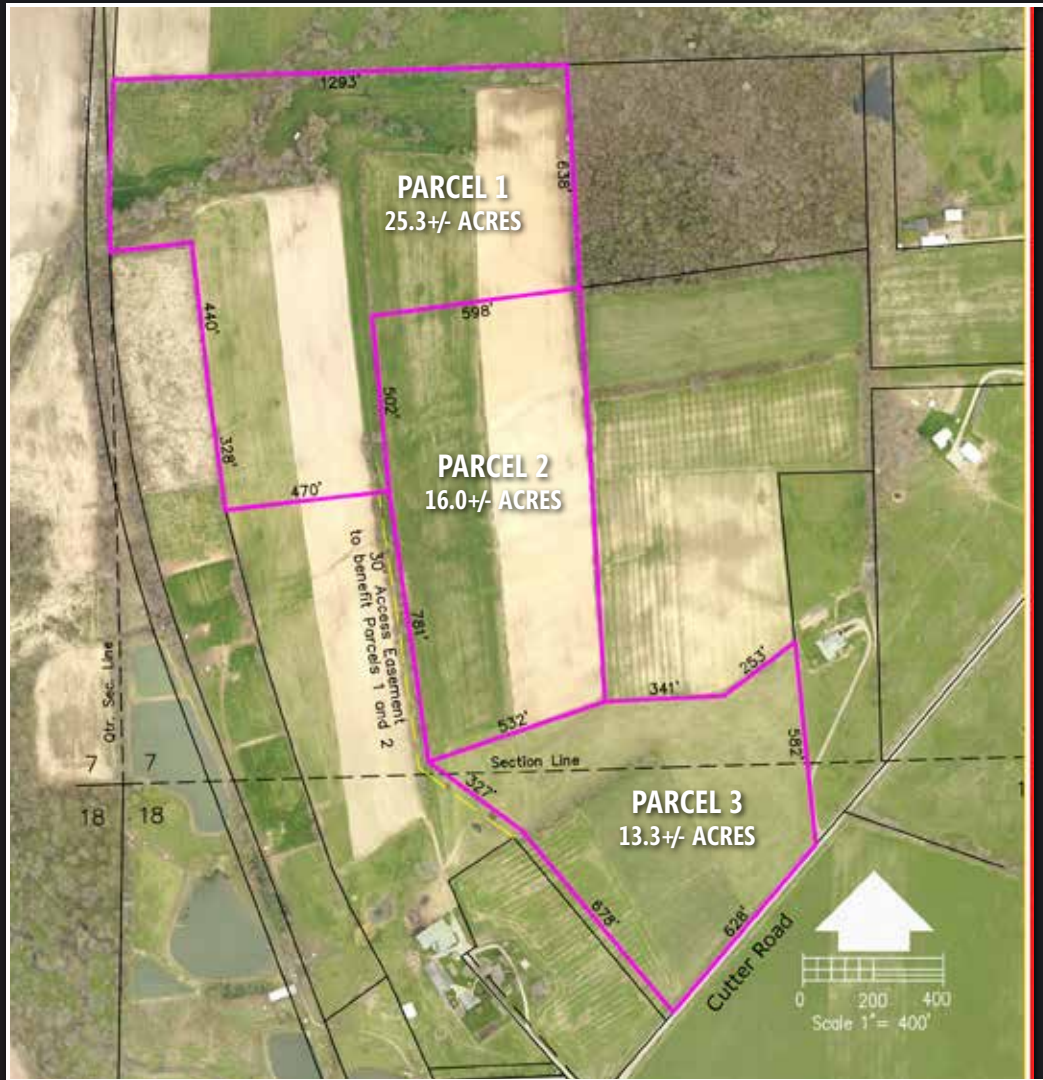 1293'
638'
PARCEL 1
25.3+/- ACRES
598'
440'
328'
502'
470'
PARCEL 2
16.0+/- ACRES
30' Access Easement
to benefit Parcels 1 and 2
781'
532'
341'
253'
582'
Qtr. Sec. Line
Section Line
7 7
18 18
327'
PARCEL 3
13.3+/- ACRES
678'
628'
Cutter Road
0 200 400
Scale 1"= 400'